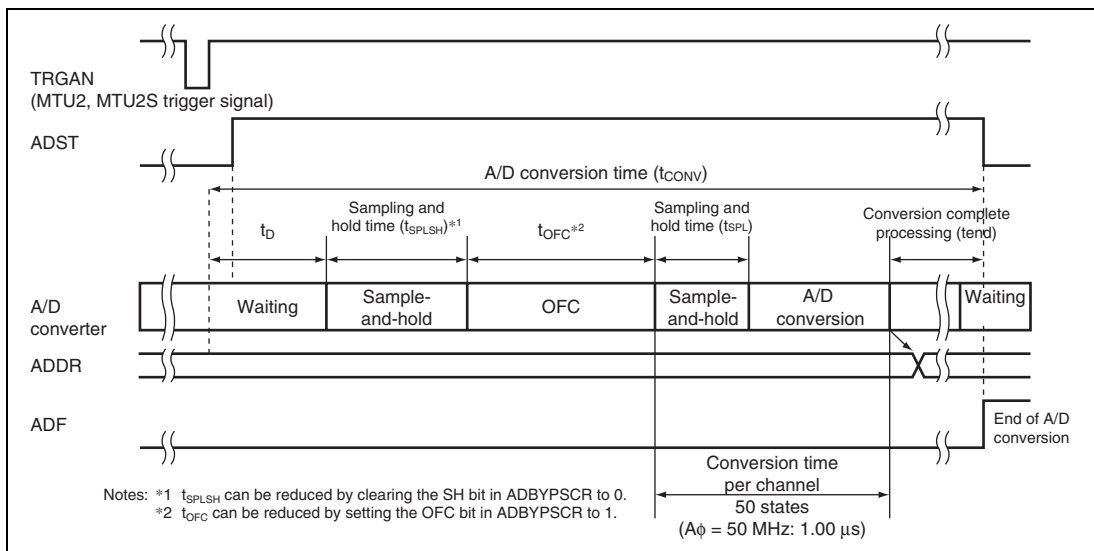 TRGAN
(MTU2, MTU2S trigger signal)
ADST
A/D conversion time (tCONV)
Sampling and
hold time (tSPLSH)*1
Sampling and
hold time (tSPL)
Conversion complete
processing (tend)
tD
tOFC*2
A/D
converter
Waiting
Sample-
and-hold
OFC
Sample-
and-hold
A/D
conversion
Waiting
ADDR
ADF
End of A/D
conversion
Conversion time
per channel
50 states
(Aϕ = 50 MHz: 1.00 μs)
Notes: *1 tSPLSH can be reduced by clearing the SH bit in ADBYPSCR to 0.
*2 tOFC can be reduced by setting the OFC bit in ADBYPSCR to 1.